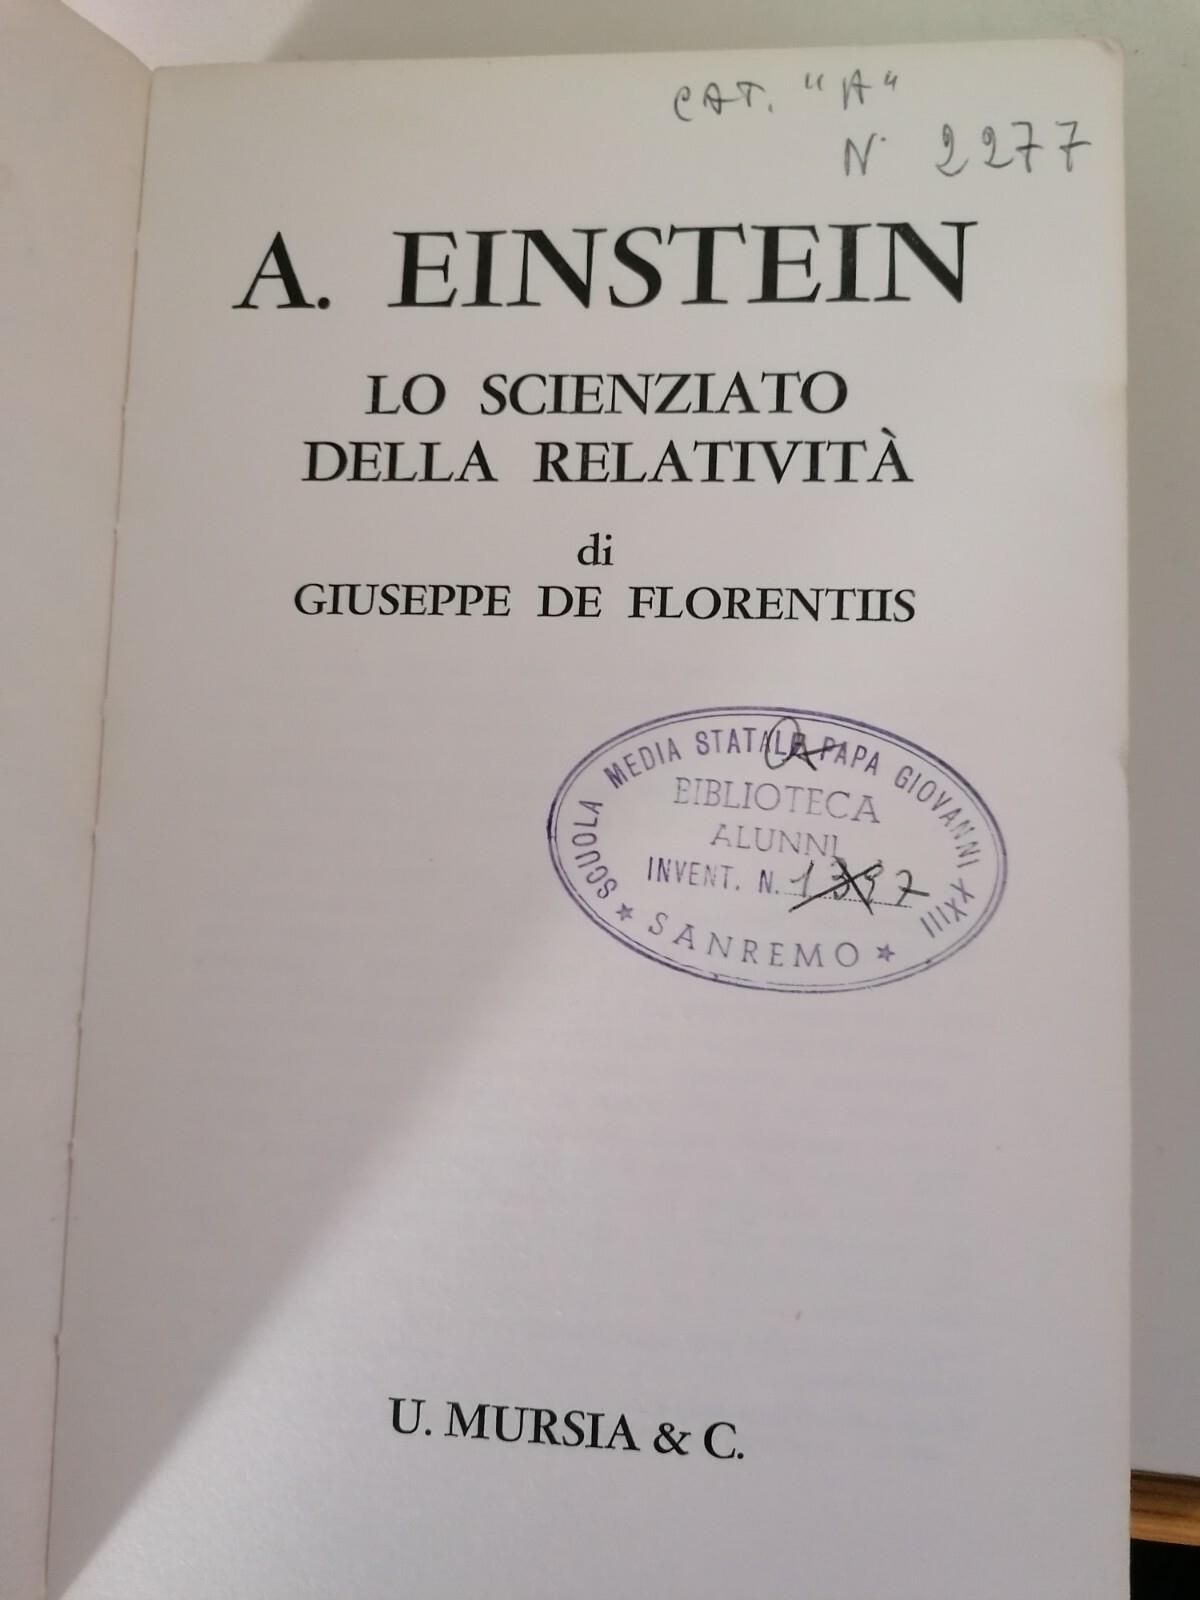 CAT. "A"
N. 2277
A. EINSTEIN
LO SCIENZIATO
DELLA RELATIVITÀ
di
GIUSEPPE DE FLORENTIIS
SCUOLA MEDIA STATALE PAPA GIOVANNI XXIII
BIBLIOTECA
ALUNNI
INVENT. N.
SANREMO
U. MURSIA & C.